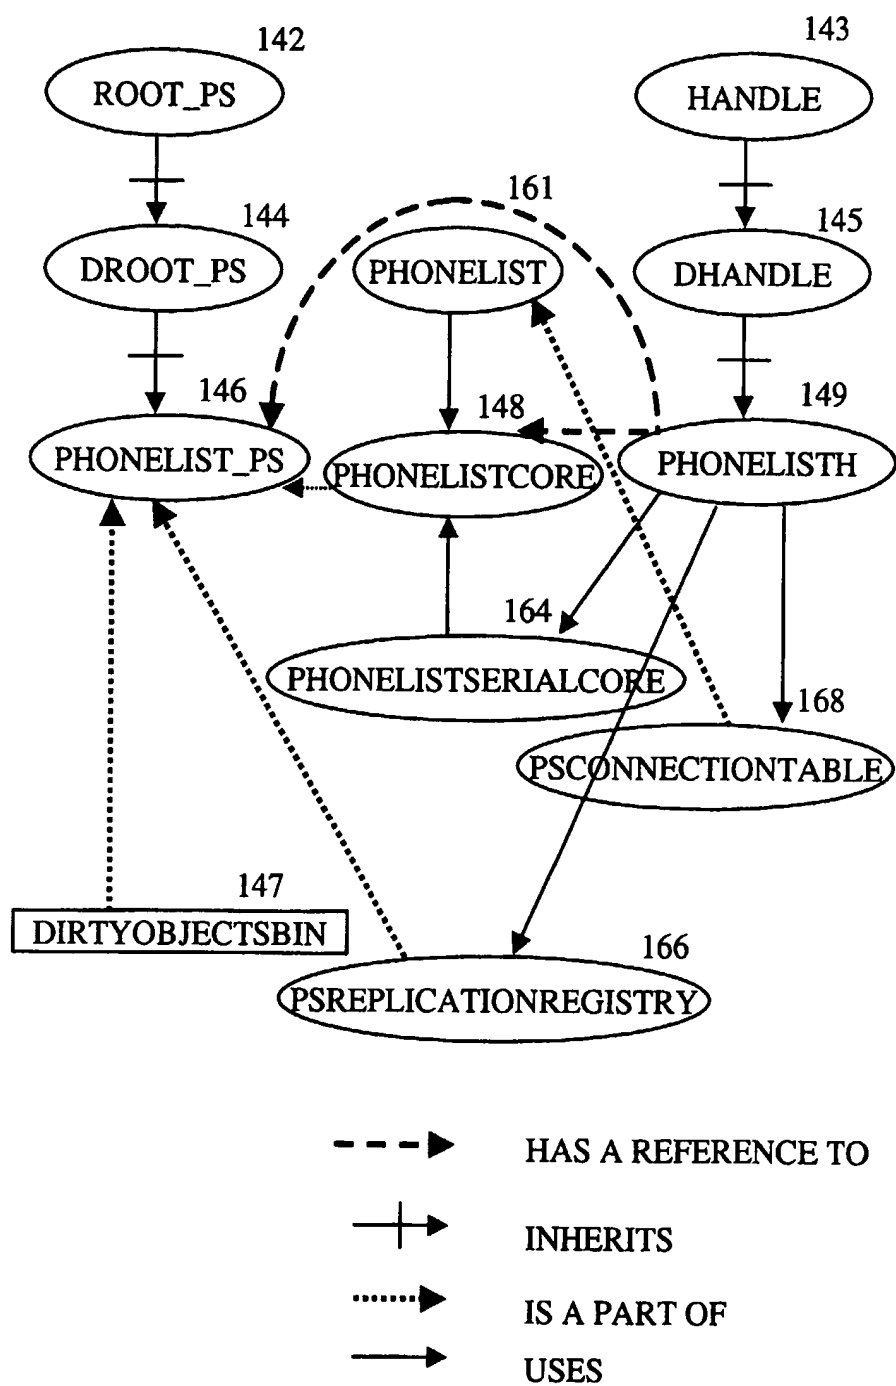 142
143
ROOT_PS
HANDLE
144
161
145
DROOT_PS
PHONELIST
DHANDLE
146
148
149
PHONELIST_PS
PHONELISTCORE
PHONELISTH
164
PHONELISTSERIALCORE
168
PSCONNECTIONTABLE
147
DIRTYOBJECTSBIN
166
PSREPLICATIONREGISTRY
HAS A REFERENCE TO
INHERITS
IS A PART OF
USES